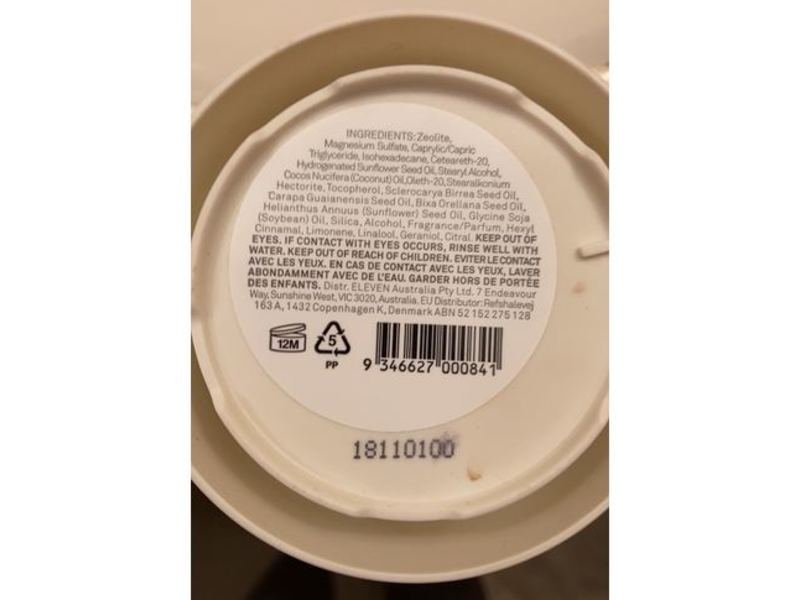 INGREDIENTS:Zeolite,
Magnesium Sulfate, Caprylic/Capric
Triglyceride, Isohexadecane, Ceteareth-20,
Hydrogenated Sunflower Seed Oil, Stearyl Alcohol,
Cocos Nucifera (Coconut) Oil,Oleth-20,Stearalkonium
Hectorite,Tocopherol, Sclerocarya Birrea Seed Oil,
Carapa Guaianensis Seed Oil, Bixa Orellana Seed Oil,
Helianthus Annuus (Sunflower) Seed Oil, Glycine Soja
(Soybean) Oil, Silica, Alcohol, Fragrance/Parfum, Hexyl
Cinnamal, Limonene, Linalool, Geraniol, Citral. KEEP OUT OF
EYES. IF CONTACT WITH EYES OCCURS, RINSE WELL WITH
WATER. KEEP OUT OF REACH OF CHILDREN. EVITER LE CONTACT
AVEC LES YEUX. EN CAS DE CONTACT AVEC LES YEUX, LAVER
ABONDAMMENT AVEC DE L'EAU. GARDER HORS DE PORTÉE
DES ENFANTS. Distr. ELEVEN Australia Pty Ltd. 7 Endeavour
Way, Sunshine West, VIC 3020, Australia. EU Distributor: Refshalevej
163 A, 1432 Copenhagen K, Denmark ABN 52 152 275 128
12M
5
PP
9 346627 000841
18110100